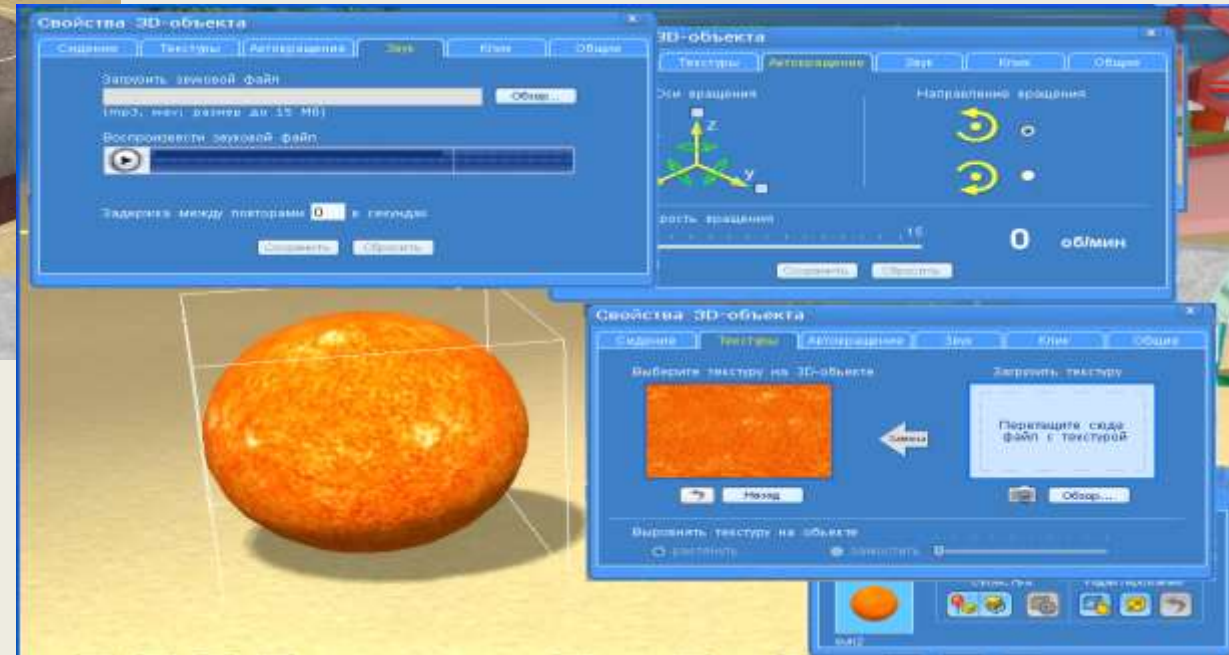 Свойства 3D-объекта
Сидение Текстуры Автовращение Звук Клик Общие
Загрузить звуковой файл
Обзор...
(mp3, wav; размер до 15 Мб)
Воспроизвести звуковой файл
Задержка между повторами 0 в секундах
Сохранить Сбросить
3D-объекта
Текстуры Автовращение Звук Клик Общие
Оси вращения
Направление вращения
z
y
рость вращения
16
0 об/мин
Сохранить Сбросить
Свойства 3D-объекта
Сидение Текстуры Автовращение Звук Клик Общие
Выберите текстуру на 3D-объекте
Загрузить текстуру
Замена
Перетащите сюда
файл с текстурой
Назад
Обзор...
Выровнять текстуру на объекте
растянуть замостить